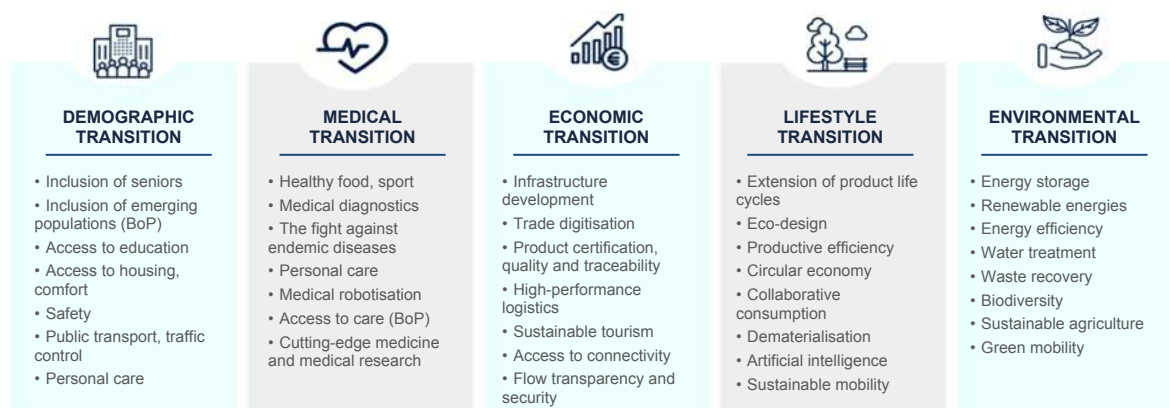 DEMOGRAPHIC
TRANSITION
• Inclusion of seniors
• Inclusion of emerging
populations (BoP)
• Access to education
• Access to housing,
comfort
• Safety
• Public transport, traffic
control
• Personal care
MEDICAL
TRANSITION
• Healthy food, sport
• Medical diagnostics
• The fight against
endemic diseases
• Personal care
• Medical robotisation
• Access to care (BoP)
• Cutting-edge medicine
and medical research
ECONOMIC
TRANSITION
• Infrastructure
development
• Trade digitisation
• Product certification,
quality and traceability
• High-performance
logistics
• Sustainable tourism
• Access to connectivity
• Flow transparency and
security
LIFESTYLE
TRANSITION
• Extension of product life
cycles
• Eco-design
• Productive efficiency
• Circular economy
• Collaborative
consumption
• Dematerialisation
• Artificial intelligence
• Sustainable mobility
ENVIRONMENTAL
TRANSITION
• Energy storage
• Renewable energies
• Energy efficiency
• Water treatment
• Waste recovery
• Biodiversity
• Sustainable agriculture
• Green mobility